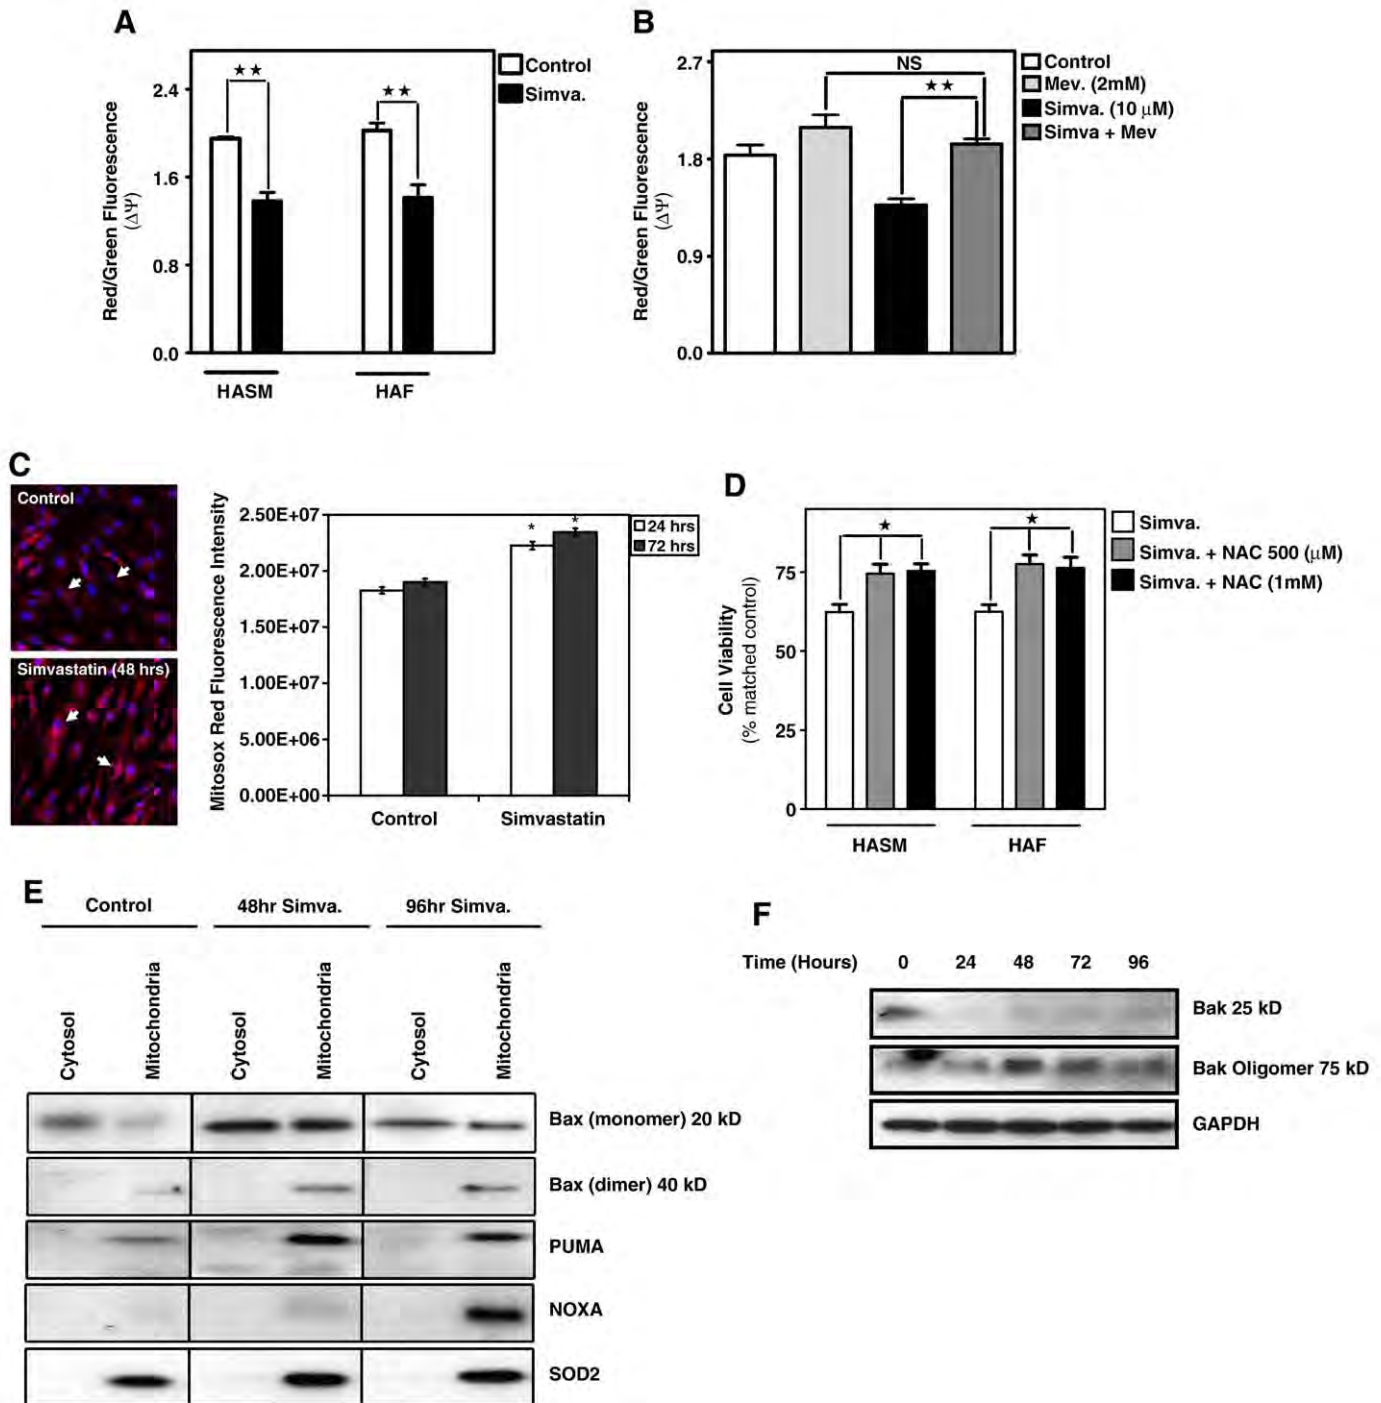 A
Red/Green Fluorescence
(ΔΨ)
2.4
1.6
0.8
0.0
★★
★★
Control
Simva.
HASM
HAF
B
Red/Green Fluorescence
(ΔΨ)
2.7
1.8
0.9
0.0
NS
★★
Control
Mev. (2mM)
Simva. (10 μM)
Simva + Mev
C
Control
Simvastatin (48 hrs)
Mitosox Red Fluorescence Intensity
2.50E+07
2.00E+07
1.50E+07
1.00E+07
5.00E+06
0.00E+00
*
*
24 hrs
72 hrs
Control
Simvastatin
D
Cell Viability
(% matched control)
75
50
25
0
★
★
Simva.
Simva. + NAC 500 (μM)
Simva. + NAC (1mM)
HASM
HAF
E
Control
48hr Simva.
96hr Simva.
Cytosol
Mitochondria
Cytosol
Mitochondria
Cytosol
Mitochondria
Bax (monomer) 20 kD
Bax (dimer) 40 kD
PUMA
NOXA
SOD2
F
Time (Hours) 0 24 48 72 96
Bak 25 kD
Bak Oligomer 75 kD
GAPDH